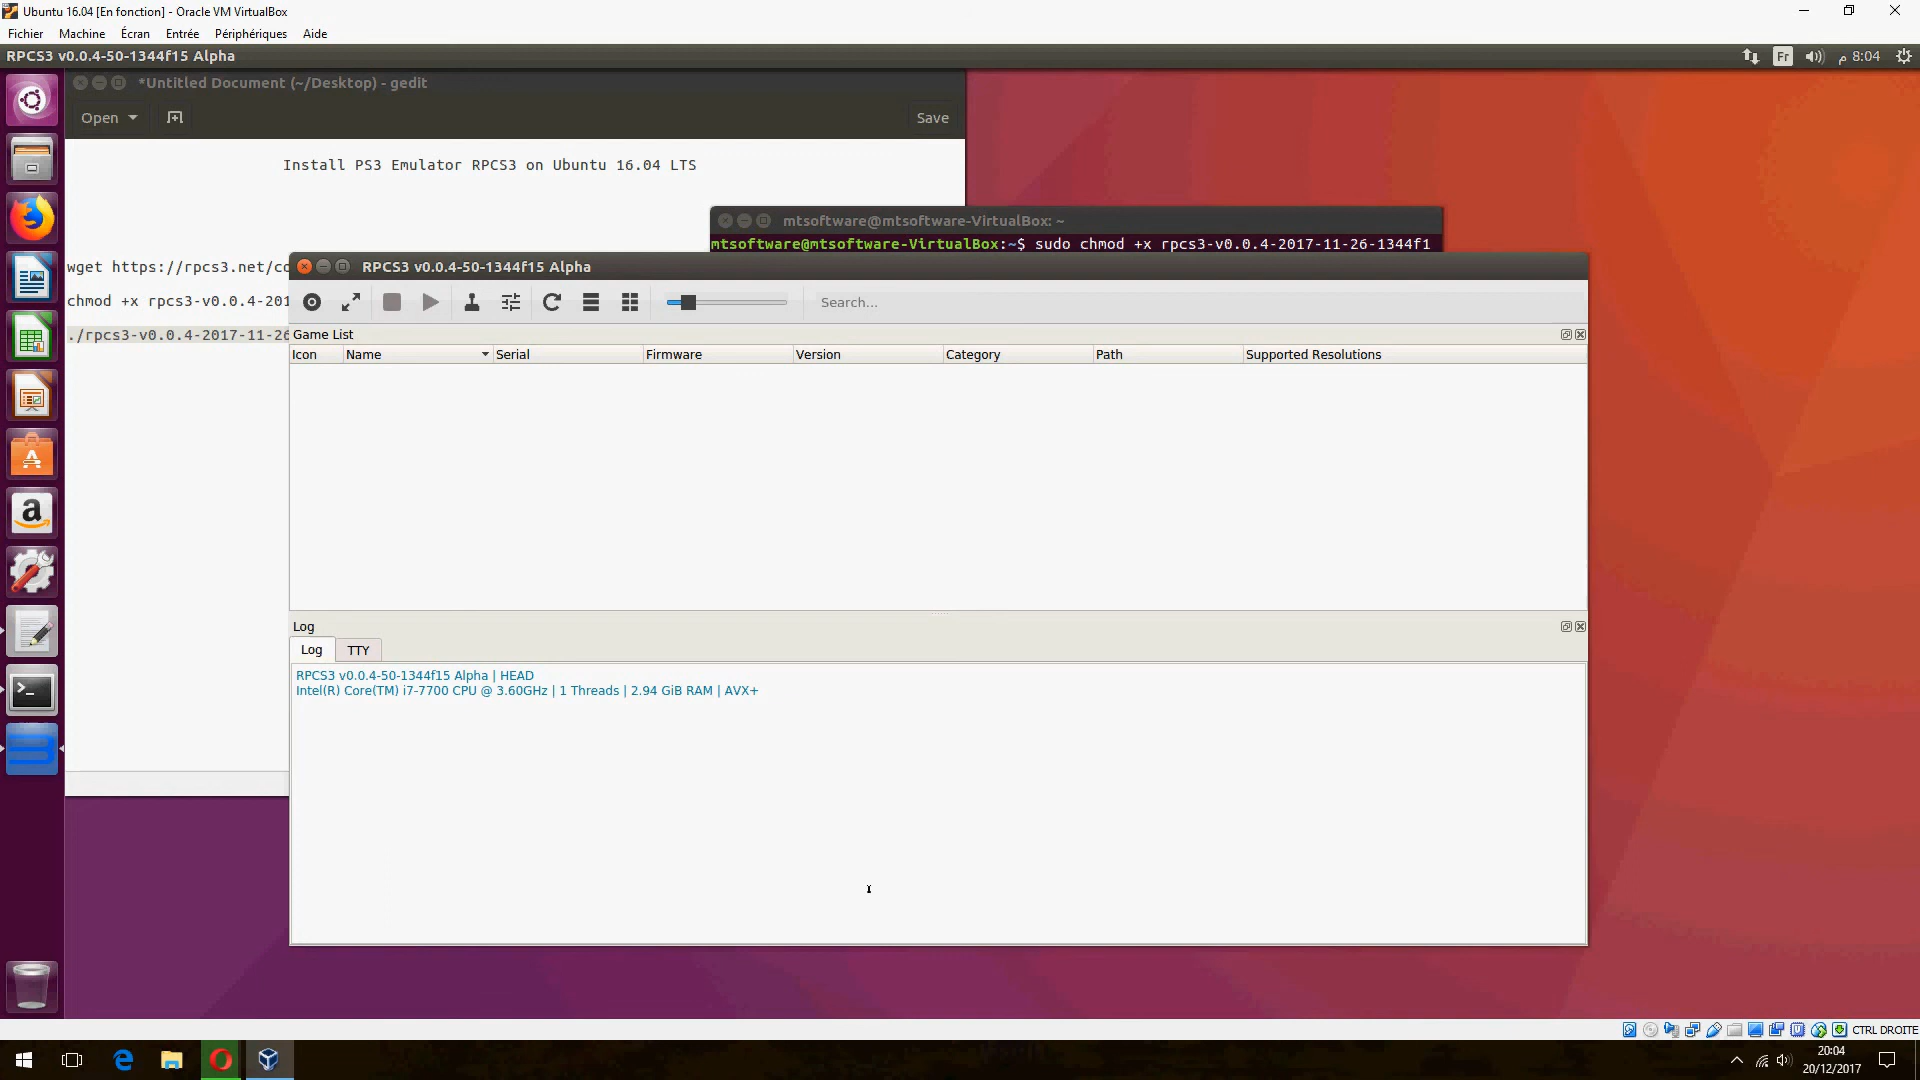 Ubuntu 16.04 [En fonction] - Oracle VM VirtualBox
Fichier Machine Écran Entrée Périphériques Aide
RPCS3 v0.0.4-50-1344f15 Alpha
Fr
8:04 م
*Untitled Document (~/Desktop) - gedit
Open
Save
Install PS3 Emulator RPCS3 on Ubuntu 16.04 LTS
mtsoftware@mtsoftware-VirtualBox: ~
mtsoftware@mtsoftware-VirtualBox:~$ sudo chmod +x rpcs3-v0.0.4-2017-11-26-1344f1
wget https://rpcs3.net/co
chmod +x rpcs3-v0.0.4-201
./rpcs3-v0.0.4-2017-11-26
RPCS3 v0.0.4-50-1344f15 Alpha
Search...
Game List
Icon Name Serial Firmware Version Category Path Supported Resolutions
Log
Log TTY
RPCS3 v0.0.4-50-1344f15 Alpha | HEAD
Intel(R) Core(TM) i7-7700 CPU @ 3.60GHz | 1 Threads | 2.94 GiB RAM | AVX+
CTRL DROITE
20:04
20/12/2017